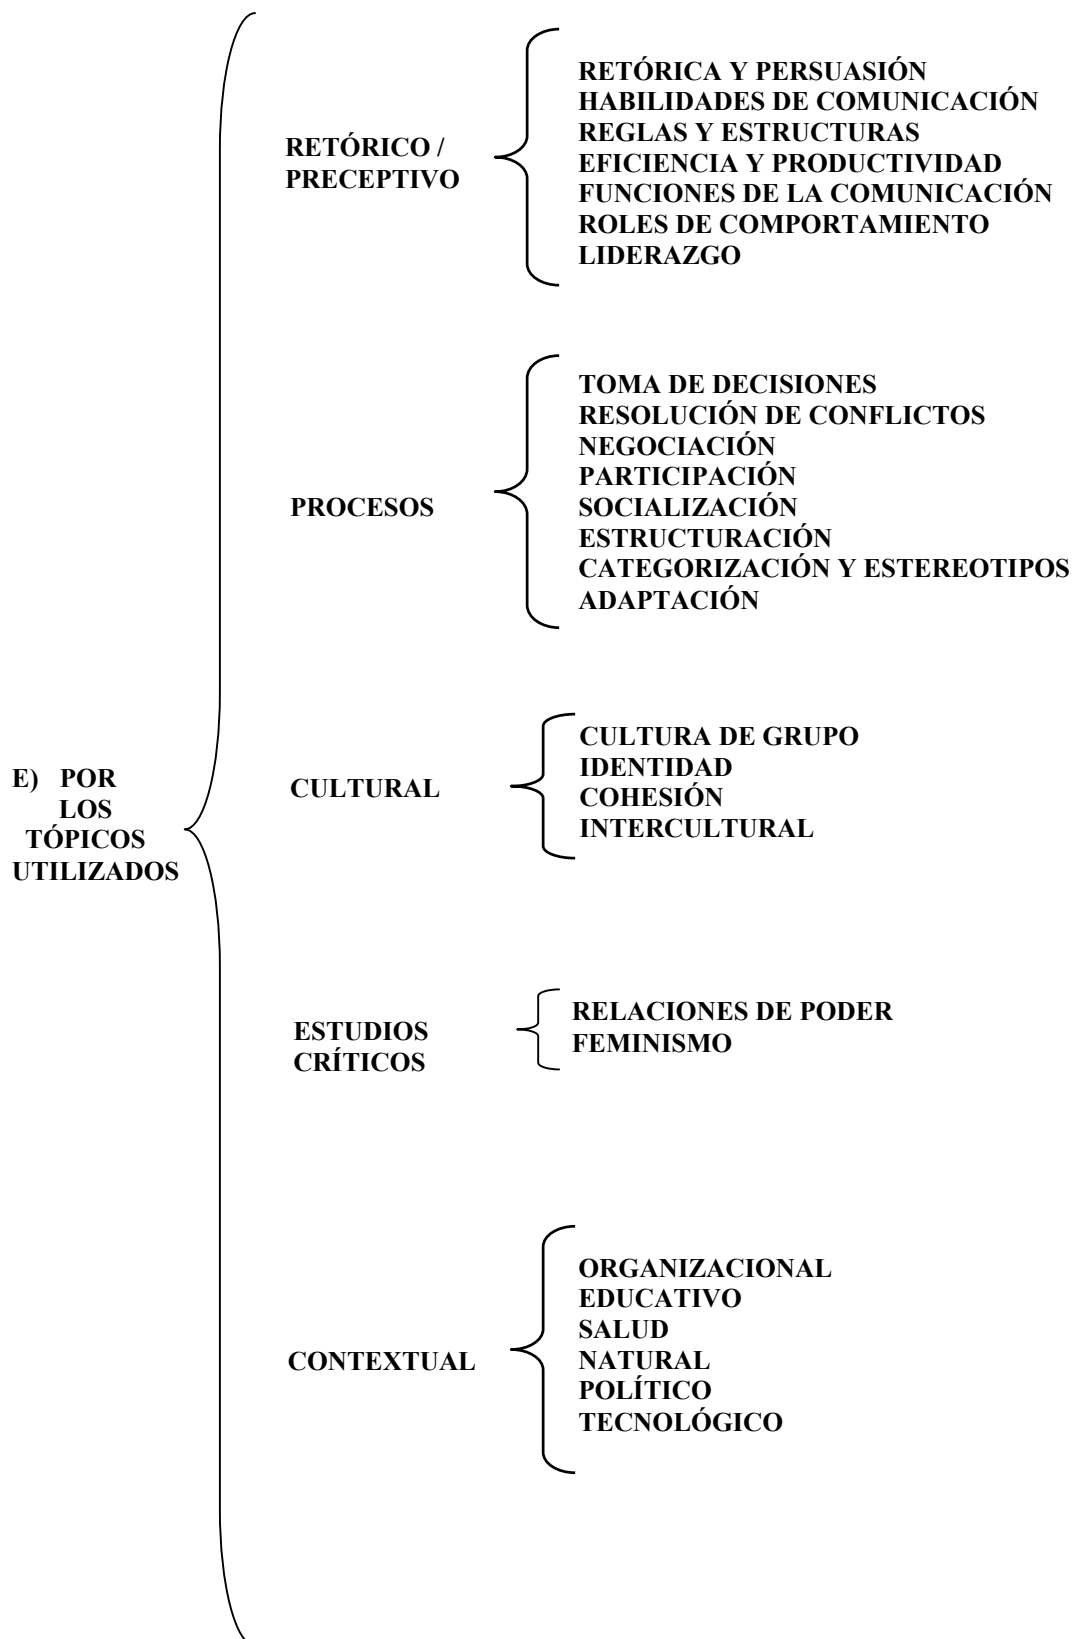 RETÓRICO /
PRECEPTIVO
RETÓRICA Y PERSUASIÓN
HABILIDADES DE COMUNICACIÓN
REGLAS Y ESTRUCTURAS
EFICIENCIA Y PRODUCTIVIDAD
FUNCIONES DE LA COMUNICACIÓN
ROLES DE COMPORTAMIENTO
LIDERAZGO
PROCESOS
TOMA DE DECISIONES
RESOLUCIÓN DE CONFLICTOS
NEGOCIACIÓN
PARTICIPACIÓN
SOCIALIZACIÓN
ESTRUCTURACIÓN
CATEGORIZACIÓN Y ESTEREOTIPOS
ADAPTACIÓN
E) POR
LOS
TÓPICOS
UTILIZADOS
CULTURAL
CULTURA DE GRUPO
IDENTIDAD
COHESIÓN
INTERCULTURAL
ESTUDIOS
CRÍTICOS
RELACIONES DE PODER
FEMINISMO
CONTEXTUAL
ORGANIZACIONAL
EDUCATIVO
SALUD
NATURAL
POLÍTICO
TECNOLÓGICO